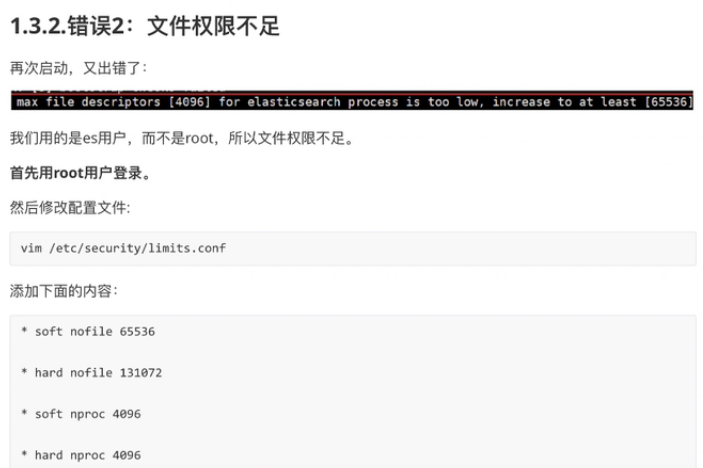 1.3.2.错误2：文件权限不足
再次启动，又出错了：
max file descriptors [4096] for elasticsearch process is too low, increase to at least [65536]
我们用的是es用户，而不是root，所以文件权限不足。
首先用root用户登录。
然后修改配置文件:
vim /etc/security/limits.conf
添加下面的内容：
* soft nofile 65536
* hard nofile 131072
* soft nproc 4096
* hard nproc 4096